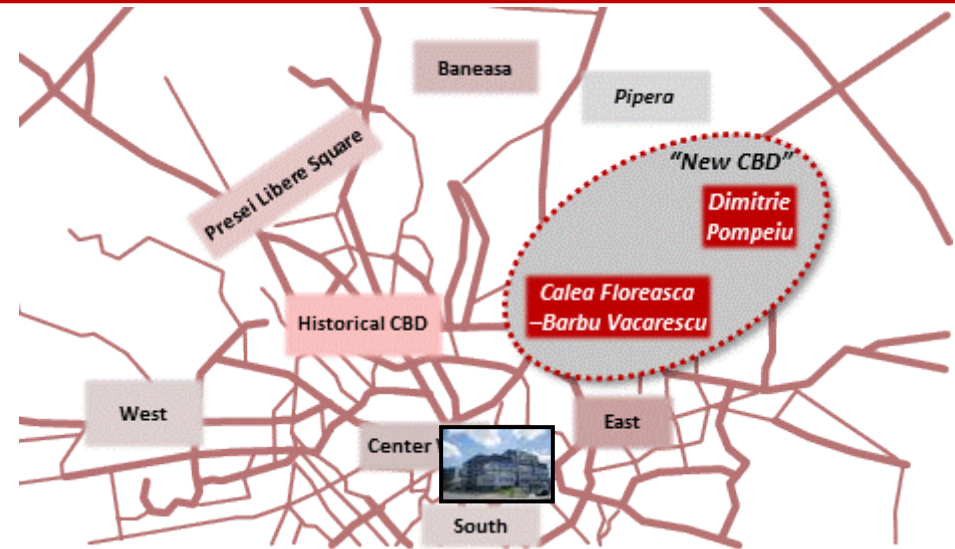 Baneasa
Pipera
Presei Libere Square
“New CBD”
Dimitrie
Pompeiu
Calea Floreasca
–Barbu Vacarescu
Historical CBD
West
East
Center
South